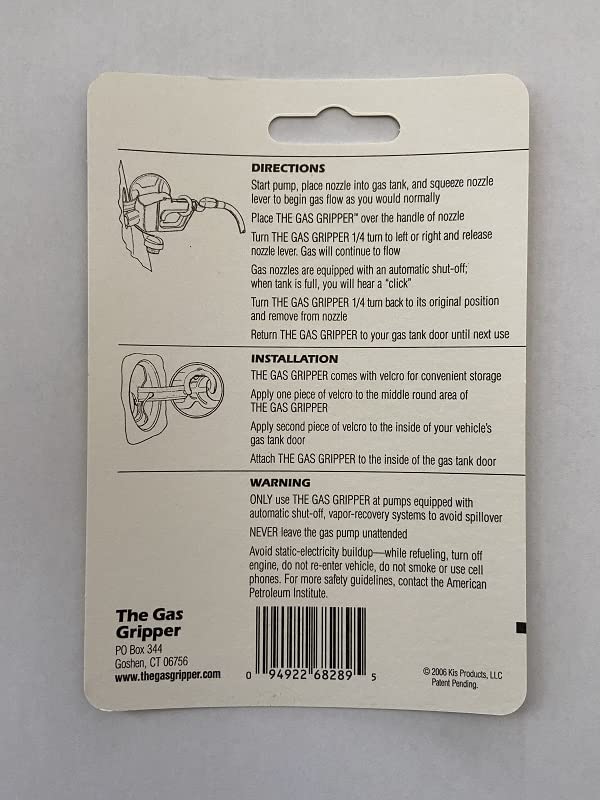 DIRECTIONS
Start pump, place nozzle into gas tank, and squeeze nozzle
lever to begin gas flow as you would normally
Place THE GAS GRIPPER™ over the handle of nozzle
Turn THE GAS GRIPPER 1/4 turn to left or right and release
nozzle lever. Gas will continue to flow
Gas nozzles are equipped with an automatic shut-off;
when tank is full, you will hear a "click"
Turn THE GAS GRIPPER 1/4 turn back to its original position
and remove from nozzle
Return THE GAS GRIPPER to your gas tank door until next use
INSTALLATION
THE GAS GRIPPER comes with velcro for convenient storage
Apply one piece of velcro to the middle round area of
THE GAS GRIPPER
Apply second piece of velcro to the inside of your vehicle's
gas tank door
Attach THE GAS GRIPPER to the inside of the gas tank door
WARNING
ONLY use THE GAS GRIPPER at pumps equipped with
automatic shut-off, vapor-recovery systems to avoid spillover
NEVER leave the gas pump unattended
Avoid static-electricity buildup—while refueling, turn off
engine, do not re-enter vehicle, do not smoke or use cell
phones. For more safety guidelines, contact the American
Petroleum Institute.
The Gas
Gripper
PO Box 344
Goshen, CT 06756
www.thegasgripper.com
0 94922 68289 5
© 2006 Kis Products, LLC
Patent Pending.